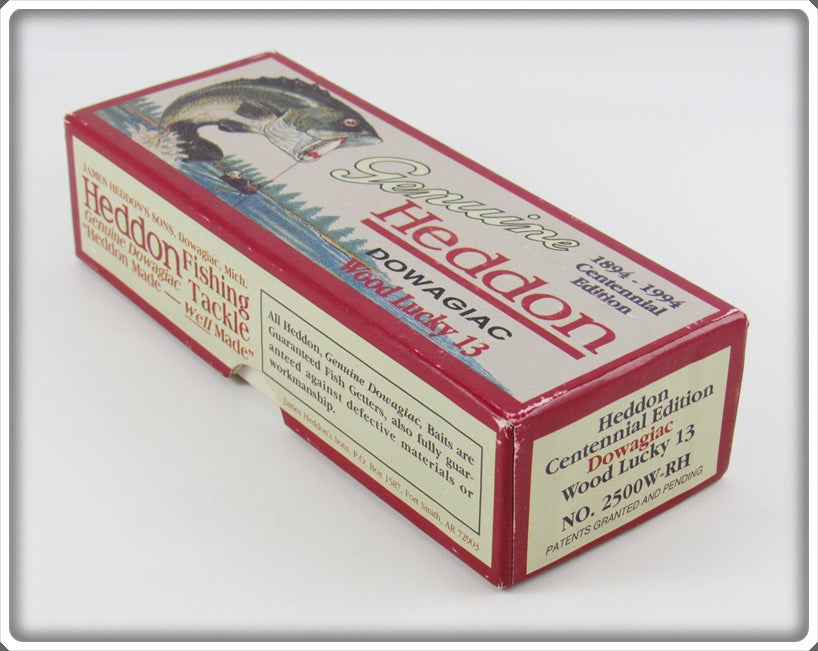 Genuine
Heddon
DOWAGIAC
Wood Lucky 13
1894 - 1994
Centennial
Edition
JAMES HEDDON'S SONS, Dowagiac, Mich.
Heddon Fishing
Genuine Dowagiac Tackle
"Heddon Made — Well Made"
All Heddon, Genuine Dowagiac, Baits are
Guaranteed Fish Getters, also fully guar-
anteed against defective materials or
workmanship.
James Heddon's Sons, P.O. Box 1587, Fort Smith, AR 72903
Heddon
Centennial Edition
Dowagiac
Wood Lucky 13
NO. 2500W-RH
PATENTS GRANTED AND PENDING